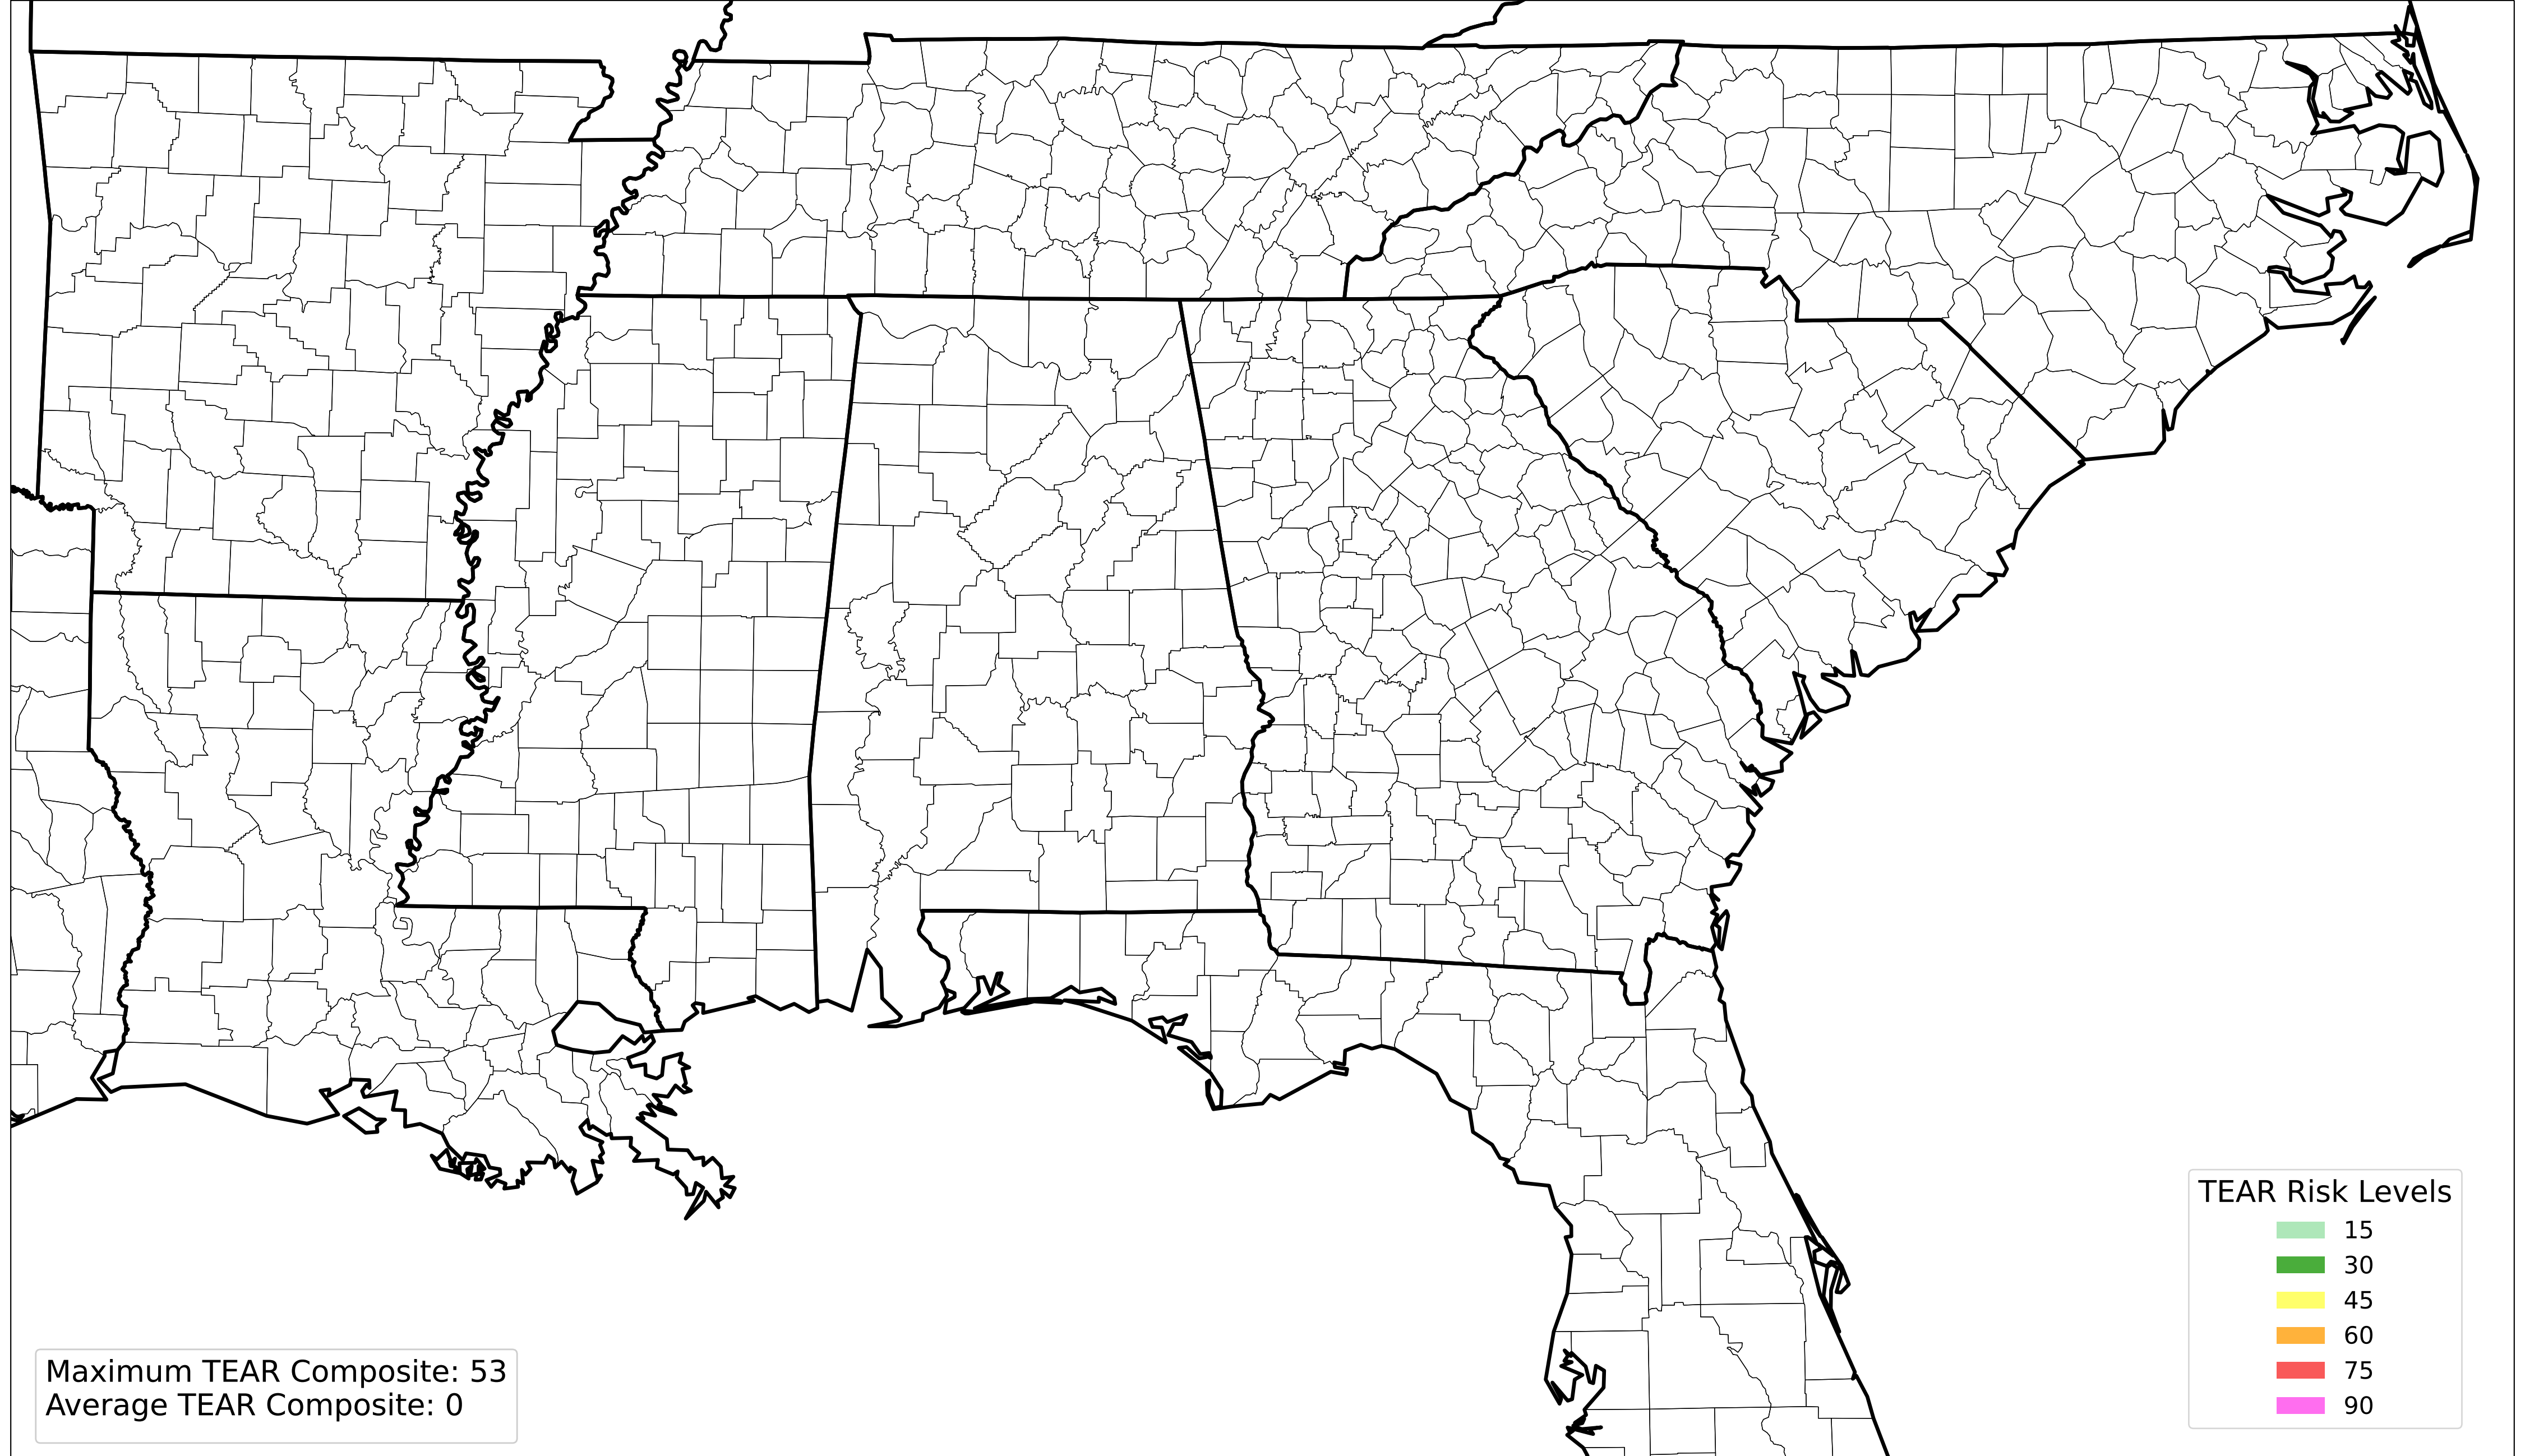 TEAR Risk Levels
15
30
45
60
75
90
Maximum TEAR Composite: 53
Average TEAR Composite: 0